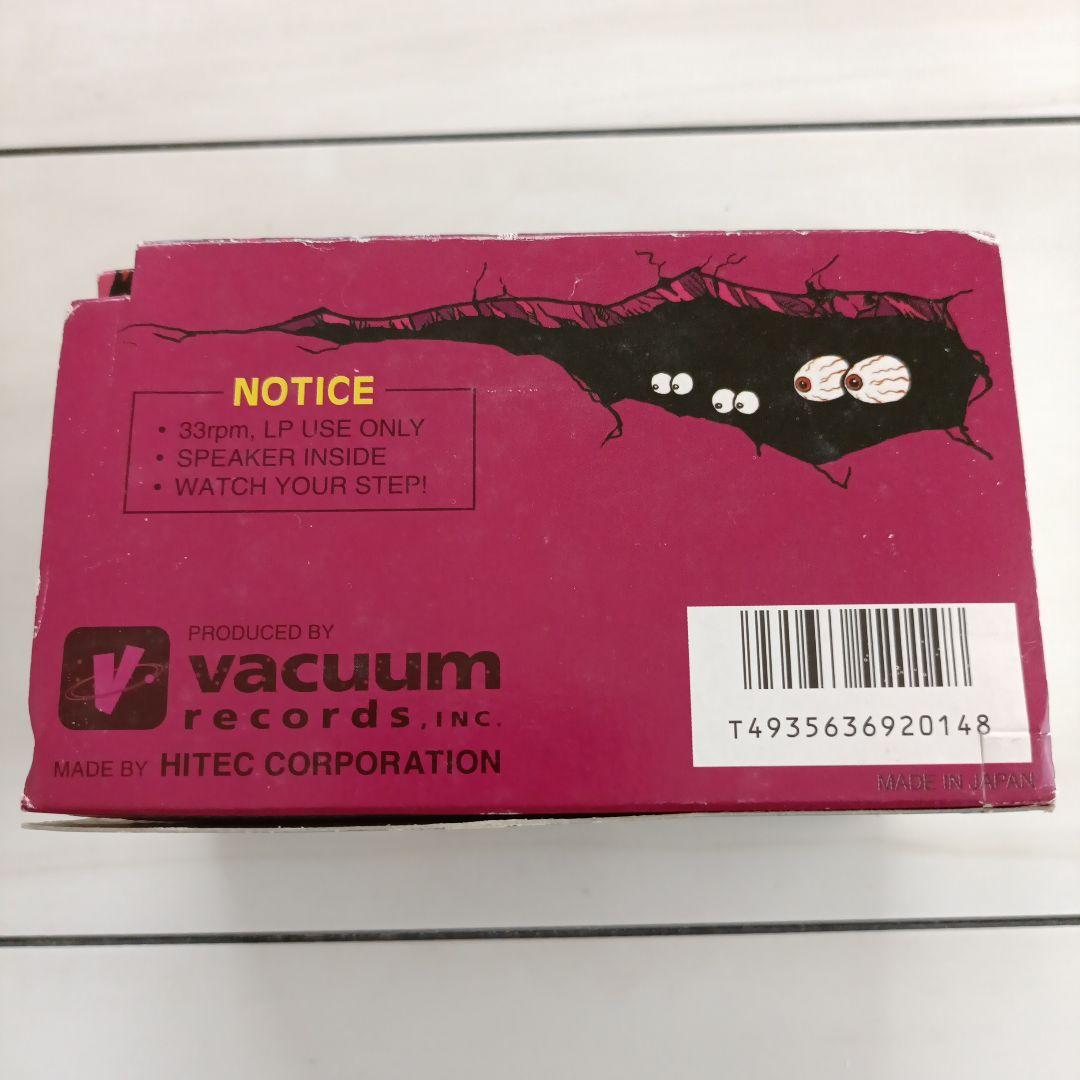 NOTICE
• 33rpm, LP USE ONLY
• SPEAKER INSIDE
• WATCH YOUR STEP!
PRODUCED BY
V
vacuum
records, INC.
MADE BY HITEC CORPORATION
T4935636920148
MADE IN JAPAN